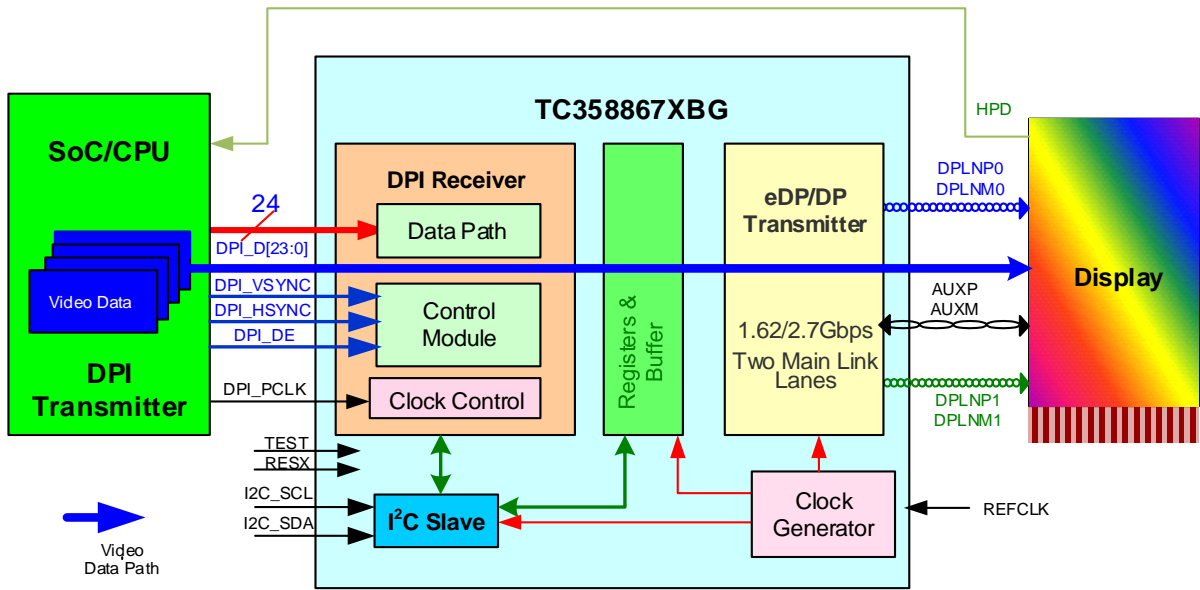 HPD
TC358867XBG
SoC/CPU
Video Data
DPI
Transmitter
24
DPI_D[23:0]
DPI_VSYNC
DPI_HSYNC
DPI_DE
DPI_PCLK
TEST
RESX
I2C_SCL
I2C_SDA
DPI Receiver
Data Path
Control
Module
Clock Control
I²C Slave
Registers &
Buffer
eDP/DP
Transmitter
1.62/2.7Gbps
Two Main Link
Lanes
Clock
Generator
DPLNP0
DPLNM0
AUXP
AUXM
DPLNP1
DPLNM1
Display
REFCLK
Video
Data Path